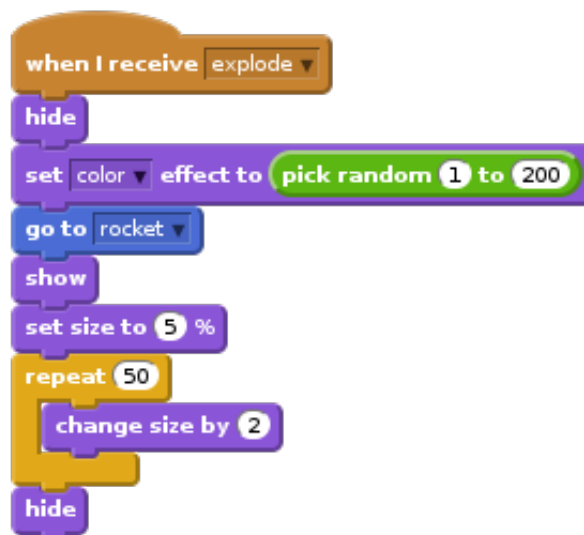 when I receive explode
hide
set color effect to pick random 1 to 200
go to rocket
show
set size to 5 %
repeat 50
change size by 2
hide